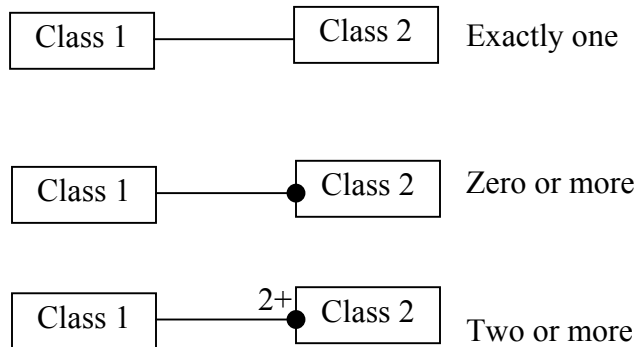 Class 1 Class 2 Exactly one
Class 1 Class 2 Zero or more
2+
Class 1 Class 2 Two or more